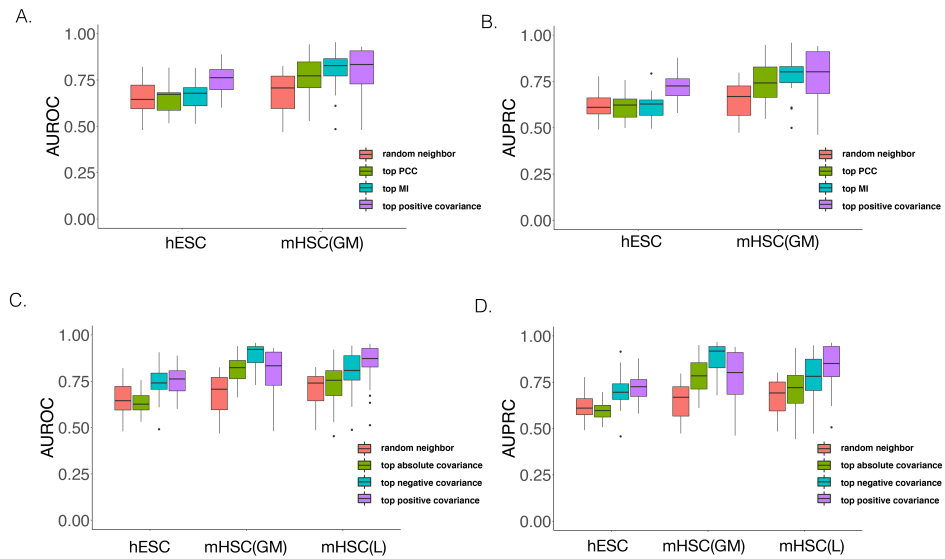 A.
1.00
0.75
0.50
0.25
0.00
AUROC
random neighbor
top PCC
top MI
top positive covariance
hESC mHSC(GM)
B.
1.00
0.75
0.50
0.25
0.00
AUPRC
random neighbor
top PCC
top MI
top positive covariance
hESC mHSC(GM)
C.
1.00
0.75
0.50
0.25
0.00
AUROC
random neighbor
top absolute covariance
top negative covariance
top positive covariance
hESC mHSC(GM) mHSC(L)
D.
1.00
0.75
0.50
0.25
0.00
AUPRC
random neighbor
top absolute covariance
top negative covariance
top positive covariance
hESC mHSC(GM) mHSC(L)